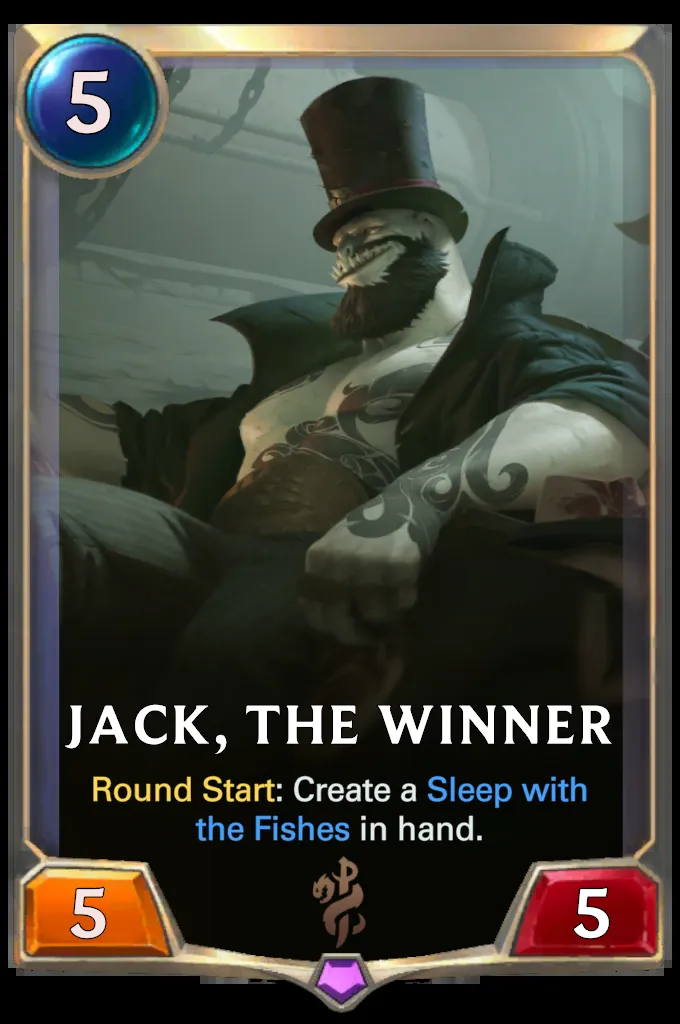 5
JACK, THE WINNER
Round Start: Create a Sleep with
the Fishes in hand.
5 5